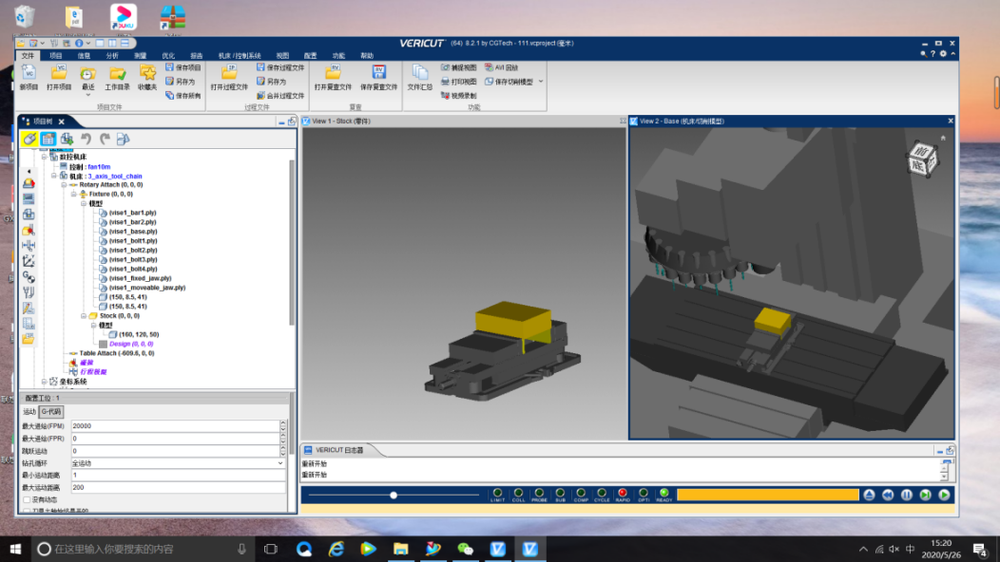 VERICUT (64) 8.2.1 by CGTech - 111.vcproject (毫米)
文件 项目 信息 分析 测量 优化 报告 机床/控制系统 视图 配置 功能 帮助
新项目 打开项目 最近 工作目录 收藏夹
保存项目
另存为
保存所有
项目文件
打开过程文件
保存过程文件
另存为
合并过程文件
过程文件
打开复查文件 保存复查文件
复查
文件汇总
捕捉视图 AVI 回放
打印视图 保存切削模型
视频录制
功能
项目树
数控机床
控制 : fan10m
机床 : 3_axis_tool_chain
Rotary Attach (0, 0, 0)
Fixture (0, 0, 0)
模型
(vise1_bar1.ply)
(vise1_bar2.ply)
(vise1_base.ply)
(vise1_bolt1.ply)
(vise1_bolt2.ply)
(vise1_bolt3.ply)
(vise1_bolt4.ply)
(vise1_fixed_jaw.ply)
(vise1_moveable_jaw.ply)
(150, 8.5, 41)
(150, 8.5, 41)
Stock (0, 0, 0)
模型
(160, 120, 50)
Design (0, 0, 0)
Table Attach (-609.6, 0, 0)
碰撞
行程极限
坐标系统
配置工位 : 1
运动 G-代码
最大进给(FPM) 20000
最大进给(FPR) 0
跳跃运动 0
钻孔循环 全运动
最小运动距离 1
最大运动距离 200
没有动态
View 1 - Stock (零件)
View 2 - Base (机床/切削模型)
前
底
VERICUT 日志器
重新开始
重新开始
LIMIT COLL PROBE SUB COMP CYCLE RAPID OPTI READY
在这里输入你要搜索的内容
中
15:20
2020/5/26
4